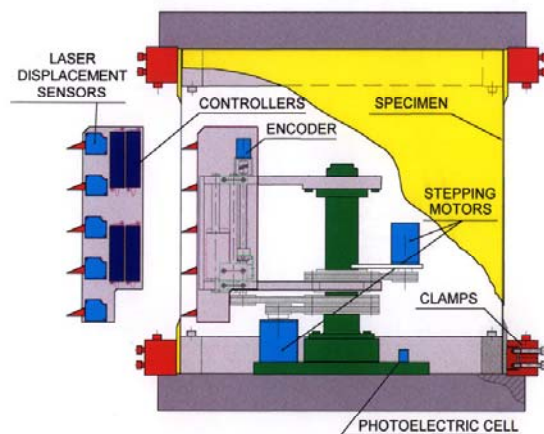 LASER
DISPLACEMENT
SENSORS
CONTROLLERS
ENCODER
SPECIMEN
STEPPING
MOTORS
CLAMPS
PHOTOELECTRIC CELL